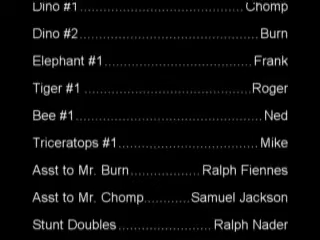 Dino #1........................................Chomp
Dino #2........................................Burn
Elephant #1....................................Frank
Tiger #1 ......................................Roger
Bee #1.........................................Ned
Triceratops #1.................................Mike
Asst to Mr. Burn.................Ralph Fiennes
Asst to Mr. Chomp...........Samuel Jackson
Stunt Doubles.......................Ralph Nader